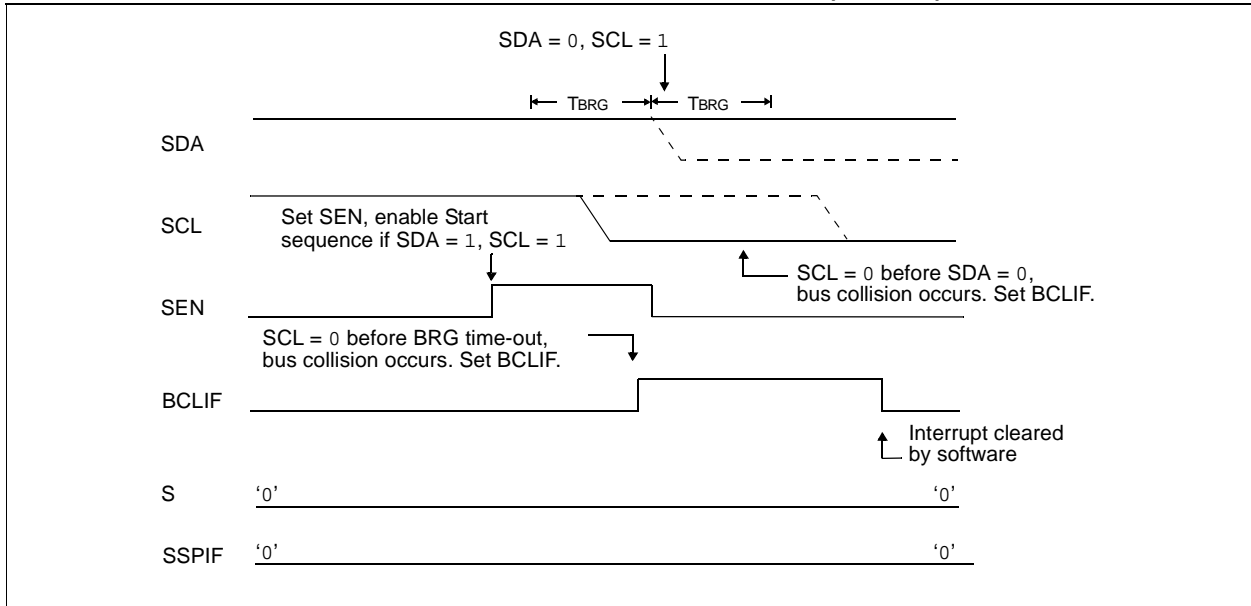 SDA = 0, SCL = 1
TBRG TBRG
SDA
SCL
Set SEN, enable Start
sequence if SDA = 1, SCL = 1
SCL = 0 before SDA = 0,
bus collision occurs. Set BCLIF.
SEN
SCL = 0 before BRG time-out,
bus collision occurs. Set BCLIF.
BCLIF
Interrupt cleared
by software
S ‘0’ ‘0’
SSPIF ‘0’ ‘0’